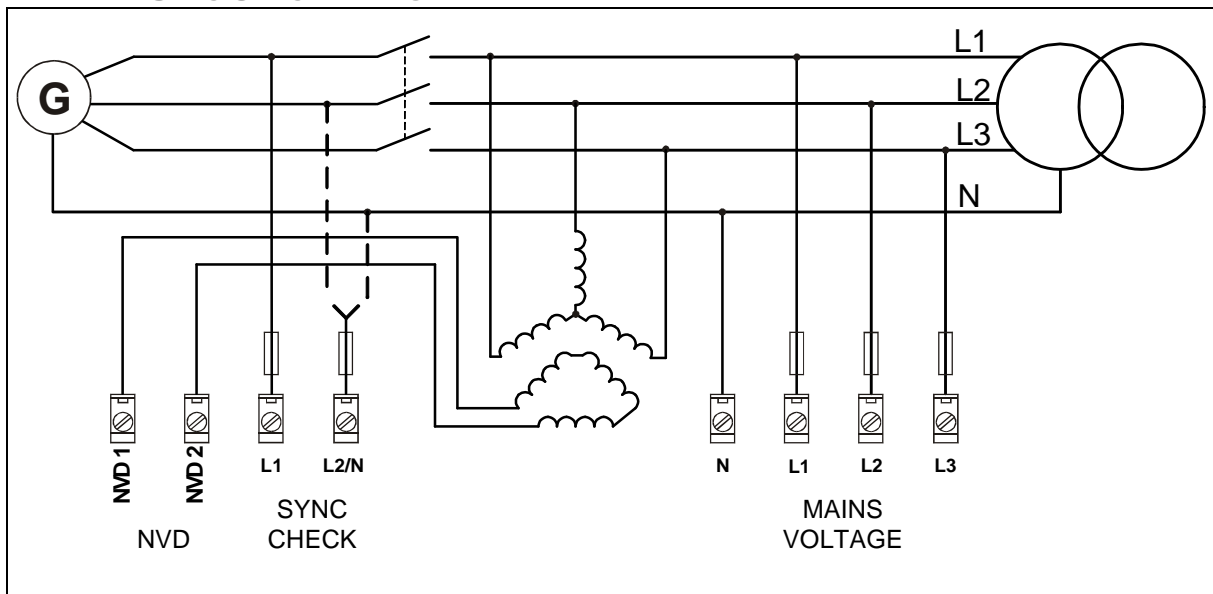 L1
G
L2
L3
N
NVD 1
NVD 2
L1
L2/N
N
L1
L2
L3
NVD
SYNC
CHECK
MAINS
VOLTAGE